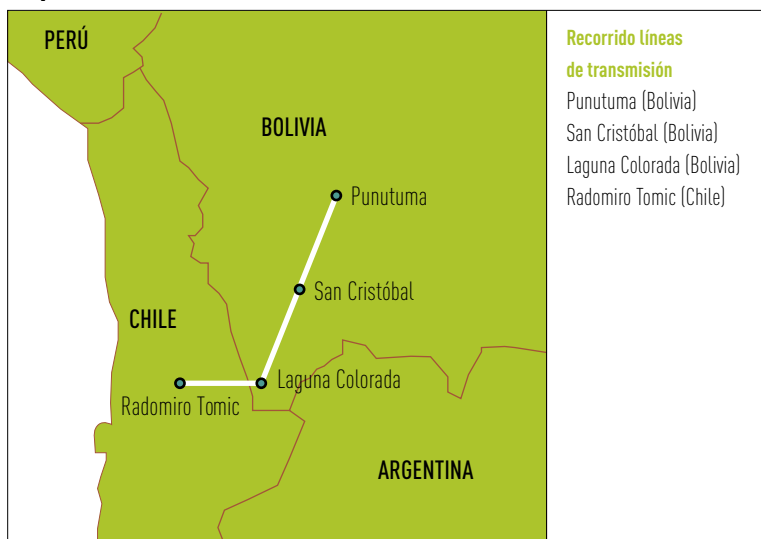 PERÚ
BOLIVIA
Punutuma
San Cristóbal
CHILE
Laguna Colorada
Radomiro Tomic
ARGENTINA
Recorrido líneas
de transmisión
Punutuma (Bolivia)
San Cristóbal (Bolivia)
Laguna Colorada (Bolivia)
Radomiro Tomic (Chile)